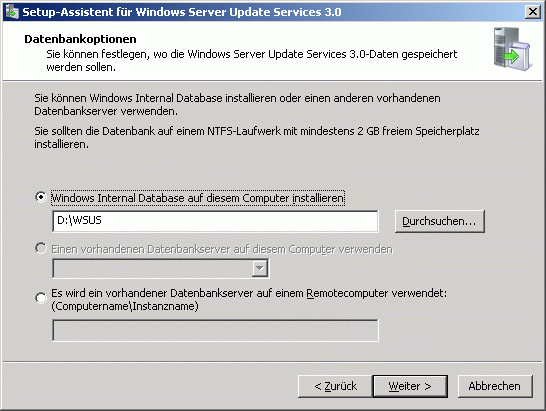 Setup-Assistent für Windows Server Update Services 3.0
Datenbankoptionen
Sie können festlegen, wo die Windows Server Update Services 3.0-Daten gespeichert
werden sollen.
Sie können Windows Internal Database installieren oder einen anderen vorhandenen
Datenbankserver verwenden.
Sie sollten die Datenbank auf einem NTFS-Laufwerk mit mindestens 2 GB freiem Speicherplatz
installieren.
Windows Internal Database auf diesem Computer installieren
D:\WSUS
Durchsuchen...
Einen vorhandenen Datenbankserver auf diesem Computer verwenden
Es wird ein vorhandener Datenbankserver auf einem Remotecomputer verwendet:
(Computername\Instanzname)
< Zurück
Weiter >
Abbrechen